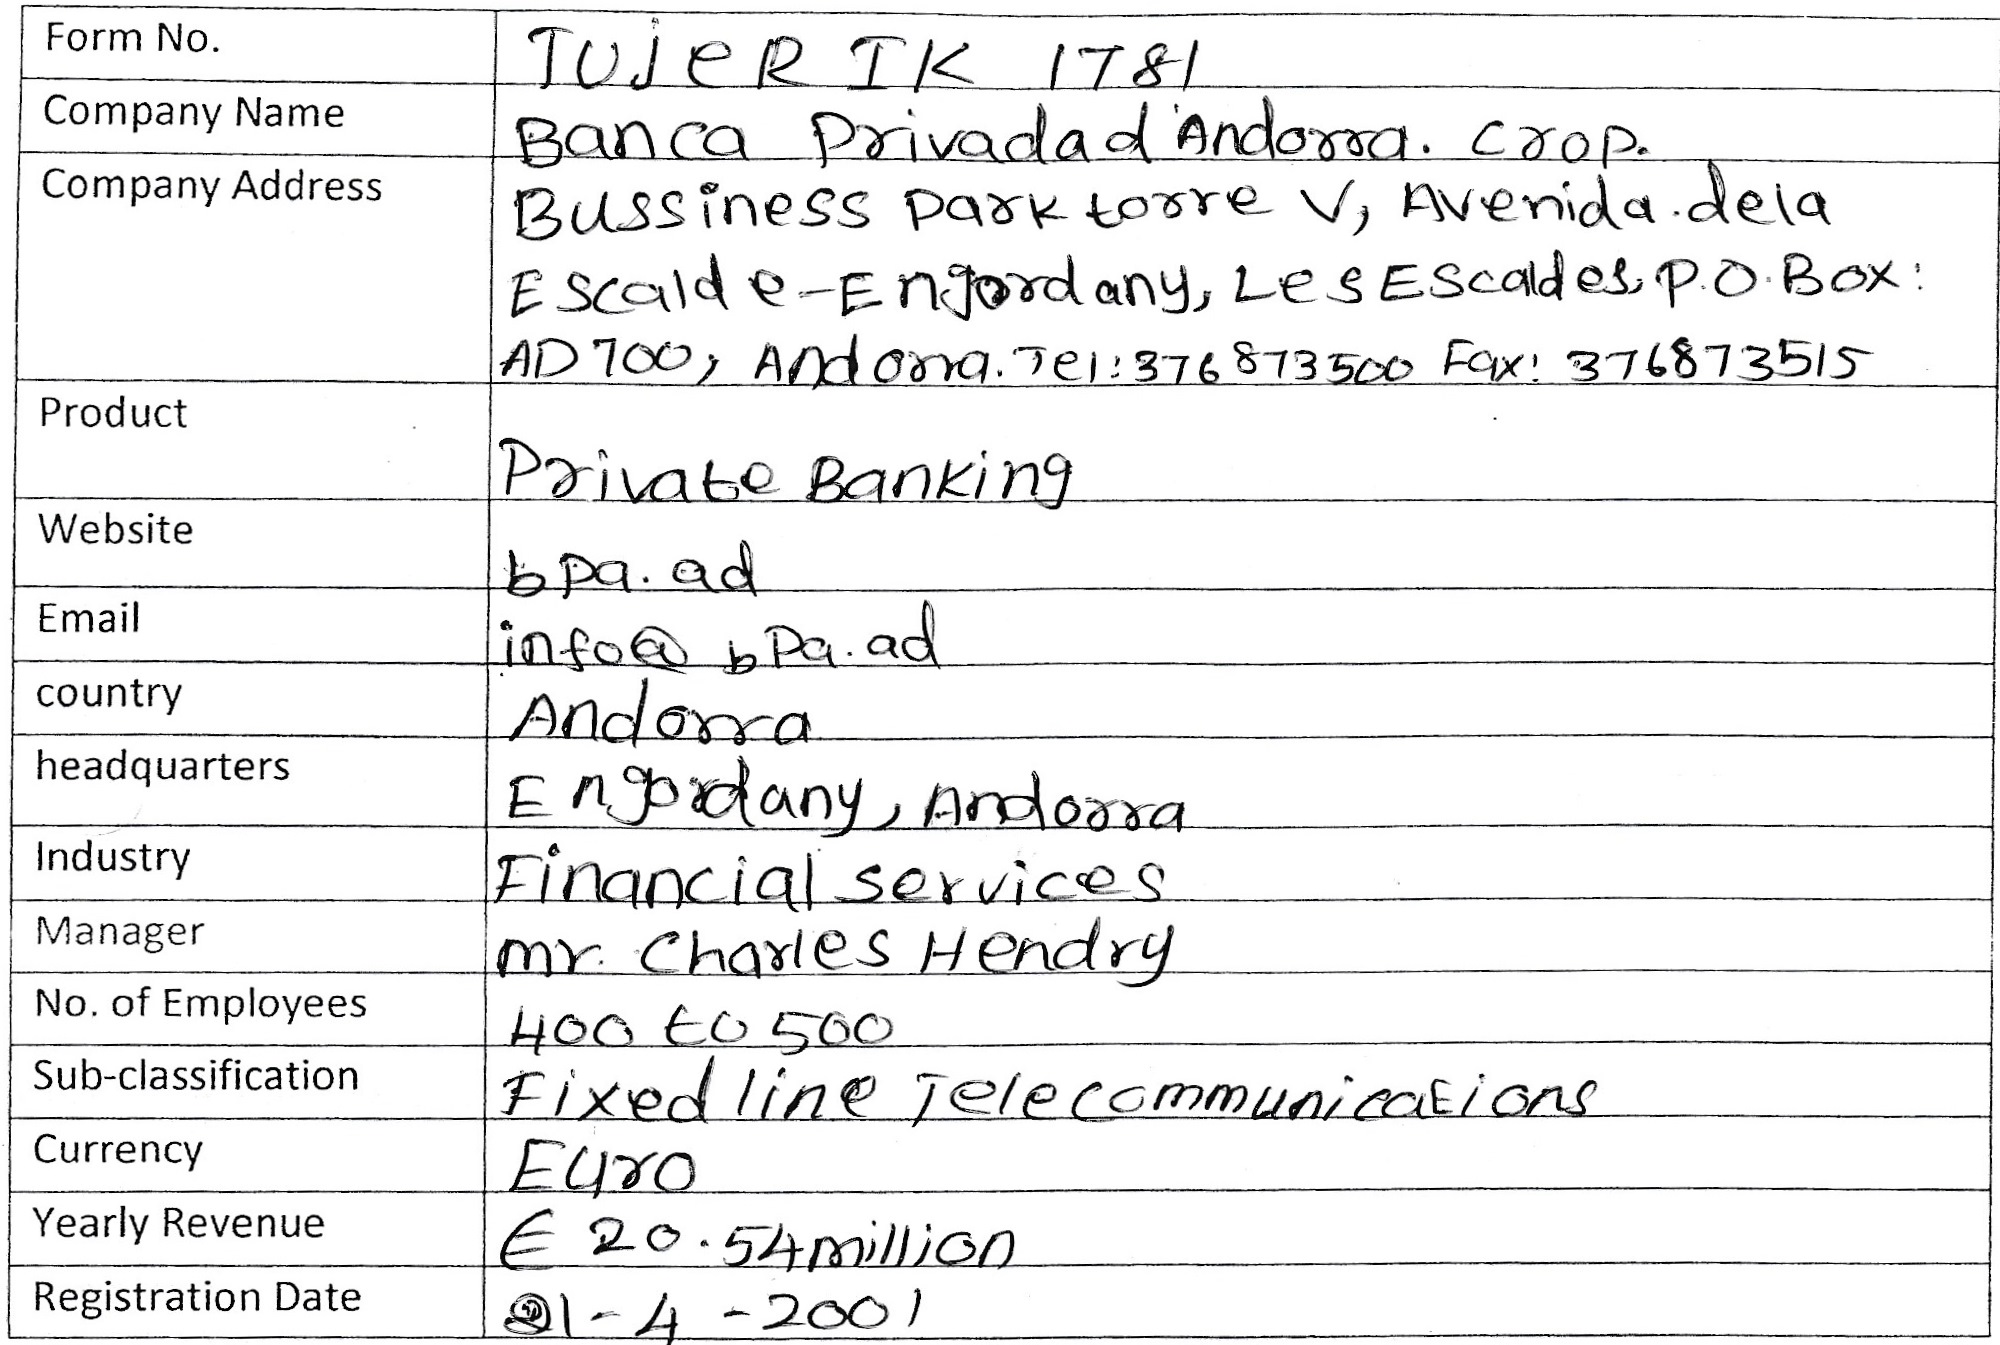 Form No. TUJERIK 1781
Company Name Banca Privadad'Andorra. Crop.
Company Address Bussiness Park torre V, Avenida.dela
Escalde-Engordany, Les Escaldes. P.O.Box:
AD700, Andorra. Tel:376873500 Fax: 376873515
Product Private Banking
Website bpa.ad
Email info@bpa.ad
country Andorra
headquarters Engordany, Andorra
Industry Financial services
Manager mr. Charles Hendry
No. of Employees 400 to 500
Sub-classification Fixed line Telecommunications
Currency Euro
Yearly Revenue € 20.54million
Registration Date 21-4-2001